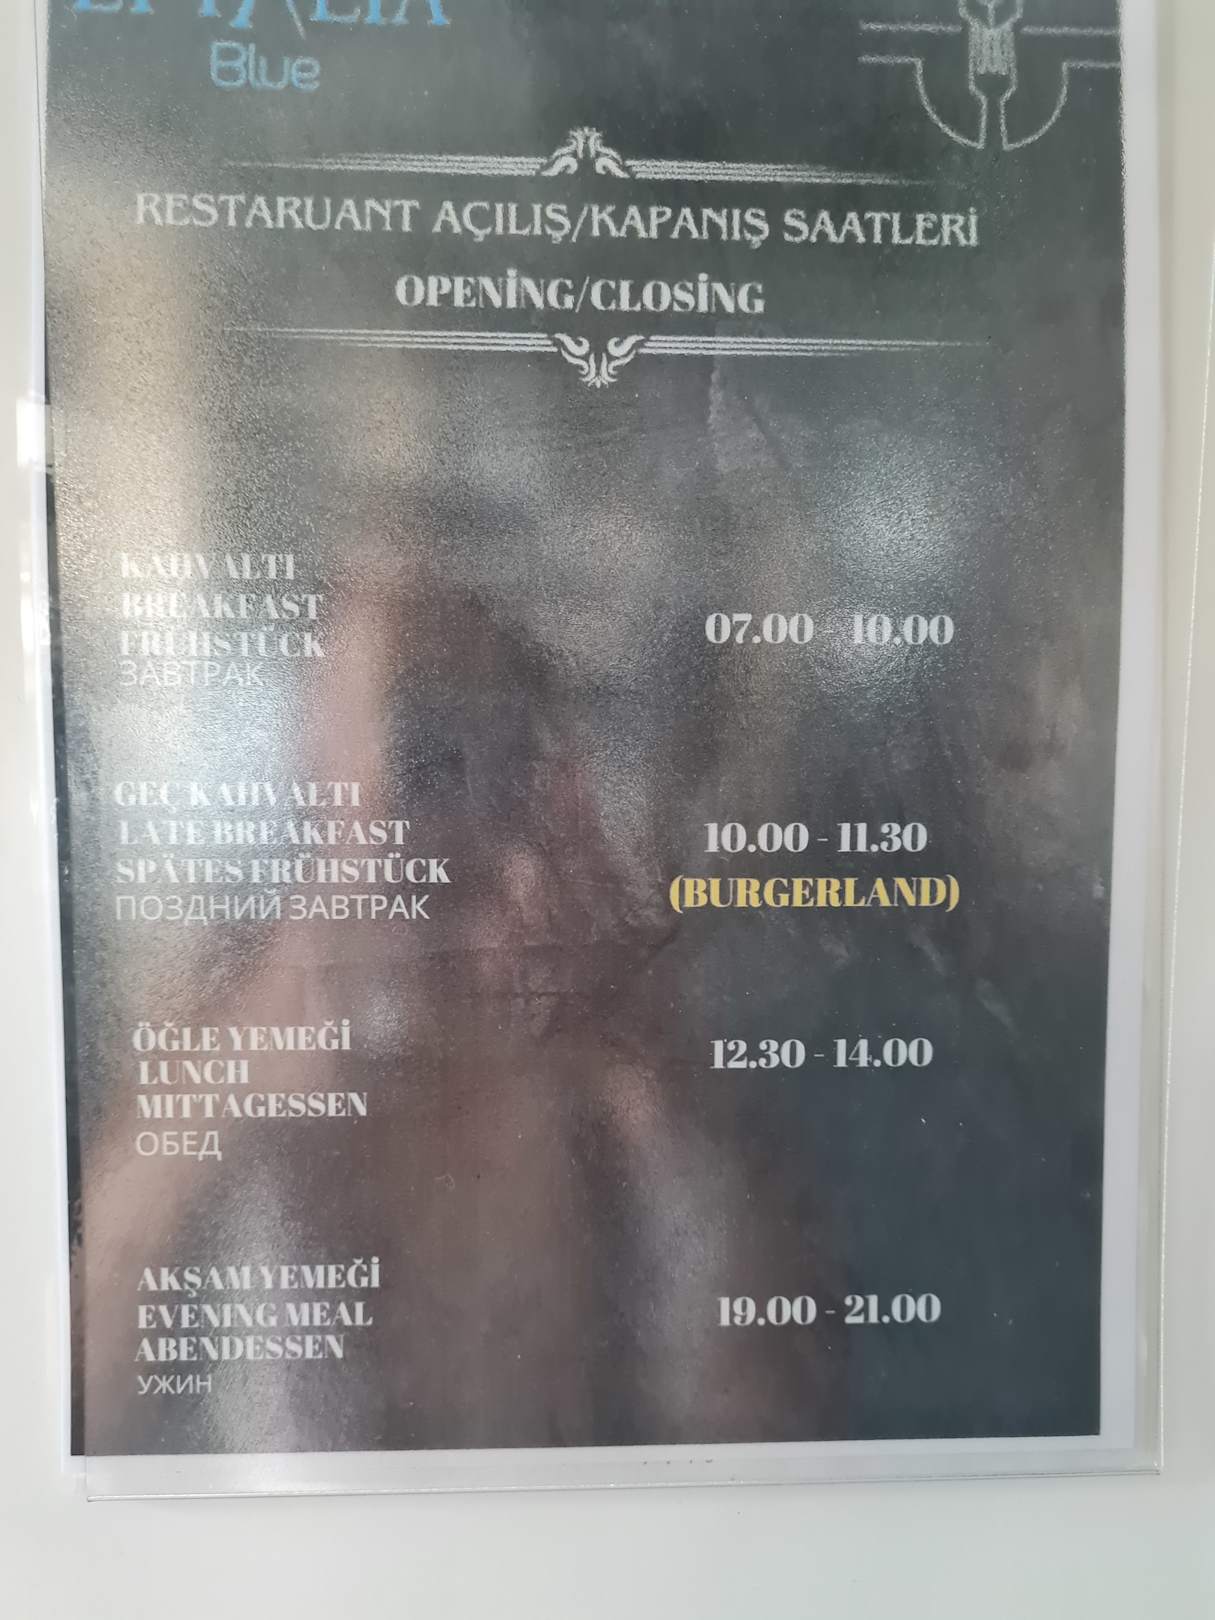 Blue
RESTARUANT AÇILIŞ/KAPANIŞ SAATLERİ
OPENİNG/CLOSİNG
KAHVALTI
BREAKFAST
FRÜHSTÜCK
ЗАВТРАК
07.00 - 10.00
GEÇ KAHVALTI
LATE BREAKFAST
SPÄTES FRÜHSTÜCK
ПОЗДНИЙ ЗАВТРАК
10.00 - 11.30
(BURGERLAND)
ÖĞLE YEMEĞİ
LUNCH
MITTAGESSEN
ОБЕД
12.30 - 14.00
AKŞAM YEMEĞİ
EVENING MEAL
ABENDESSEN
УЖИН
19.00 - 21.00